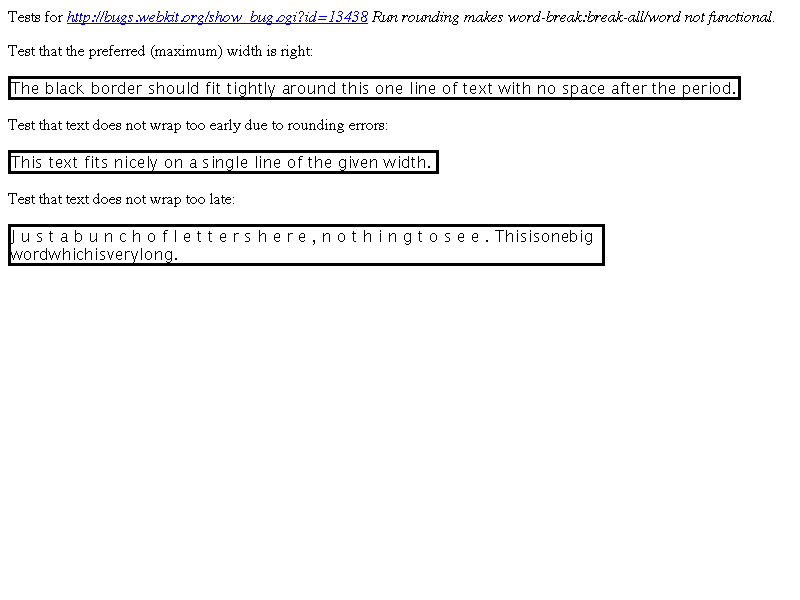 Tests for http://bugs.webkit.org/show_bug.cgi?id=13438 Run rounding makes word-break:break-all/word not functional.
Test that the preferred (maximum) width is right:
The black border should fit tightly around this one line of text with no space after the period.
Test that text does not wrap too early due to rounding errors:
This text fits nicely on a single line of the given width.
Test that text does not wrap too late:
J u s t a b u n c h o f l e t t e r s h e r e , n o t h i n g t o s e e . Thisisonebig
wordwhichisverylong.